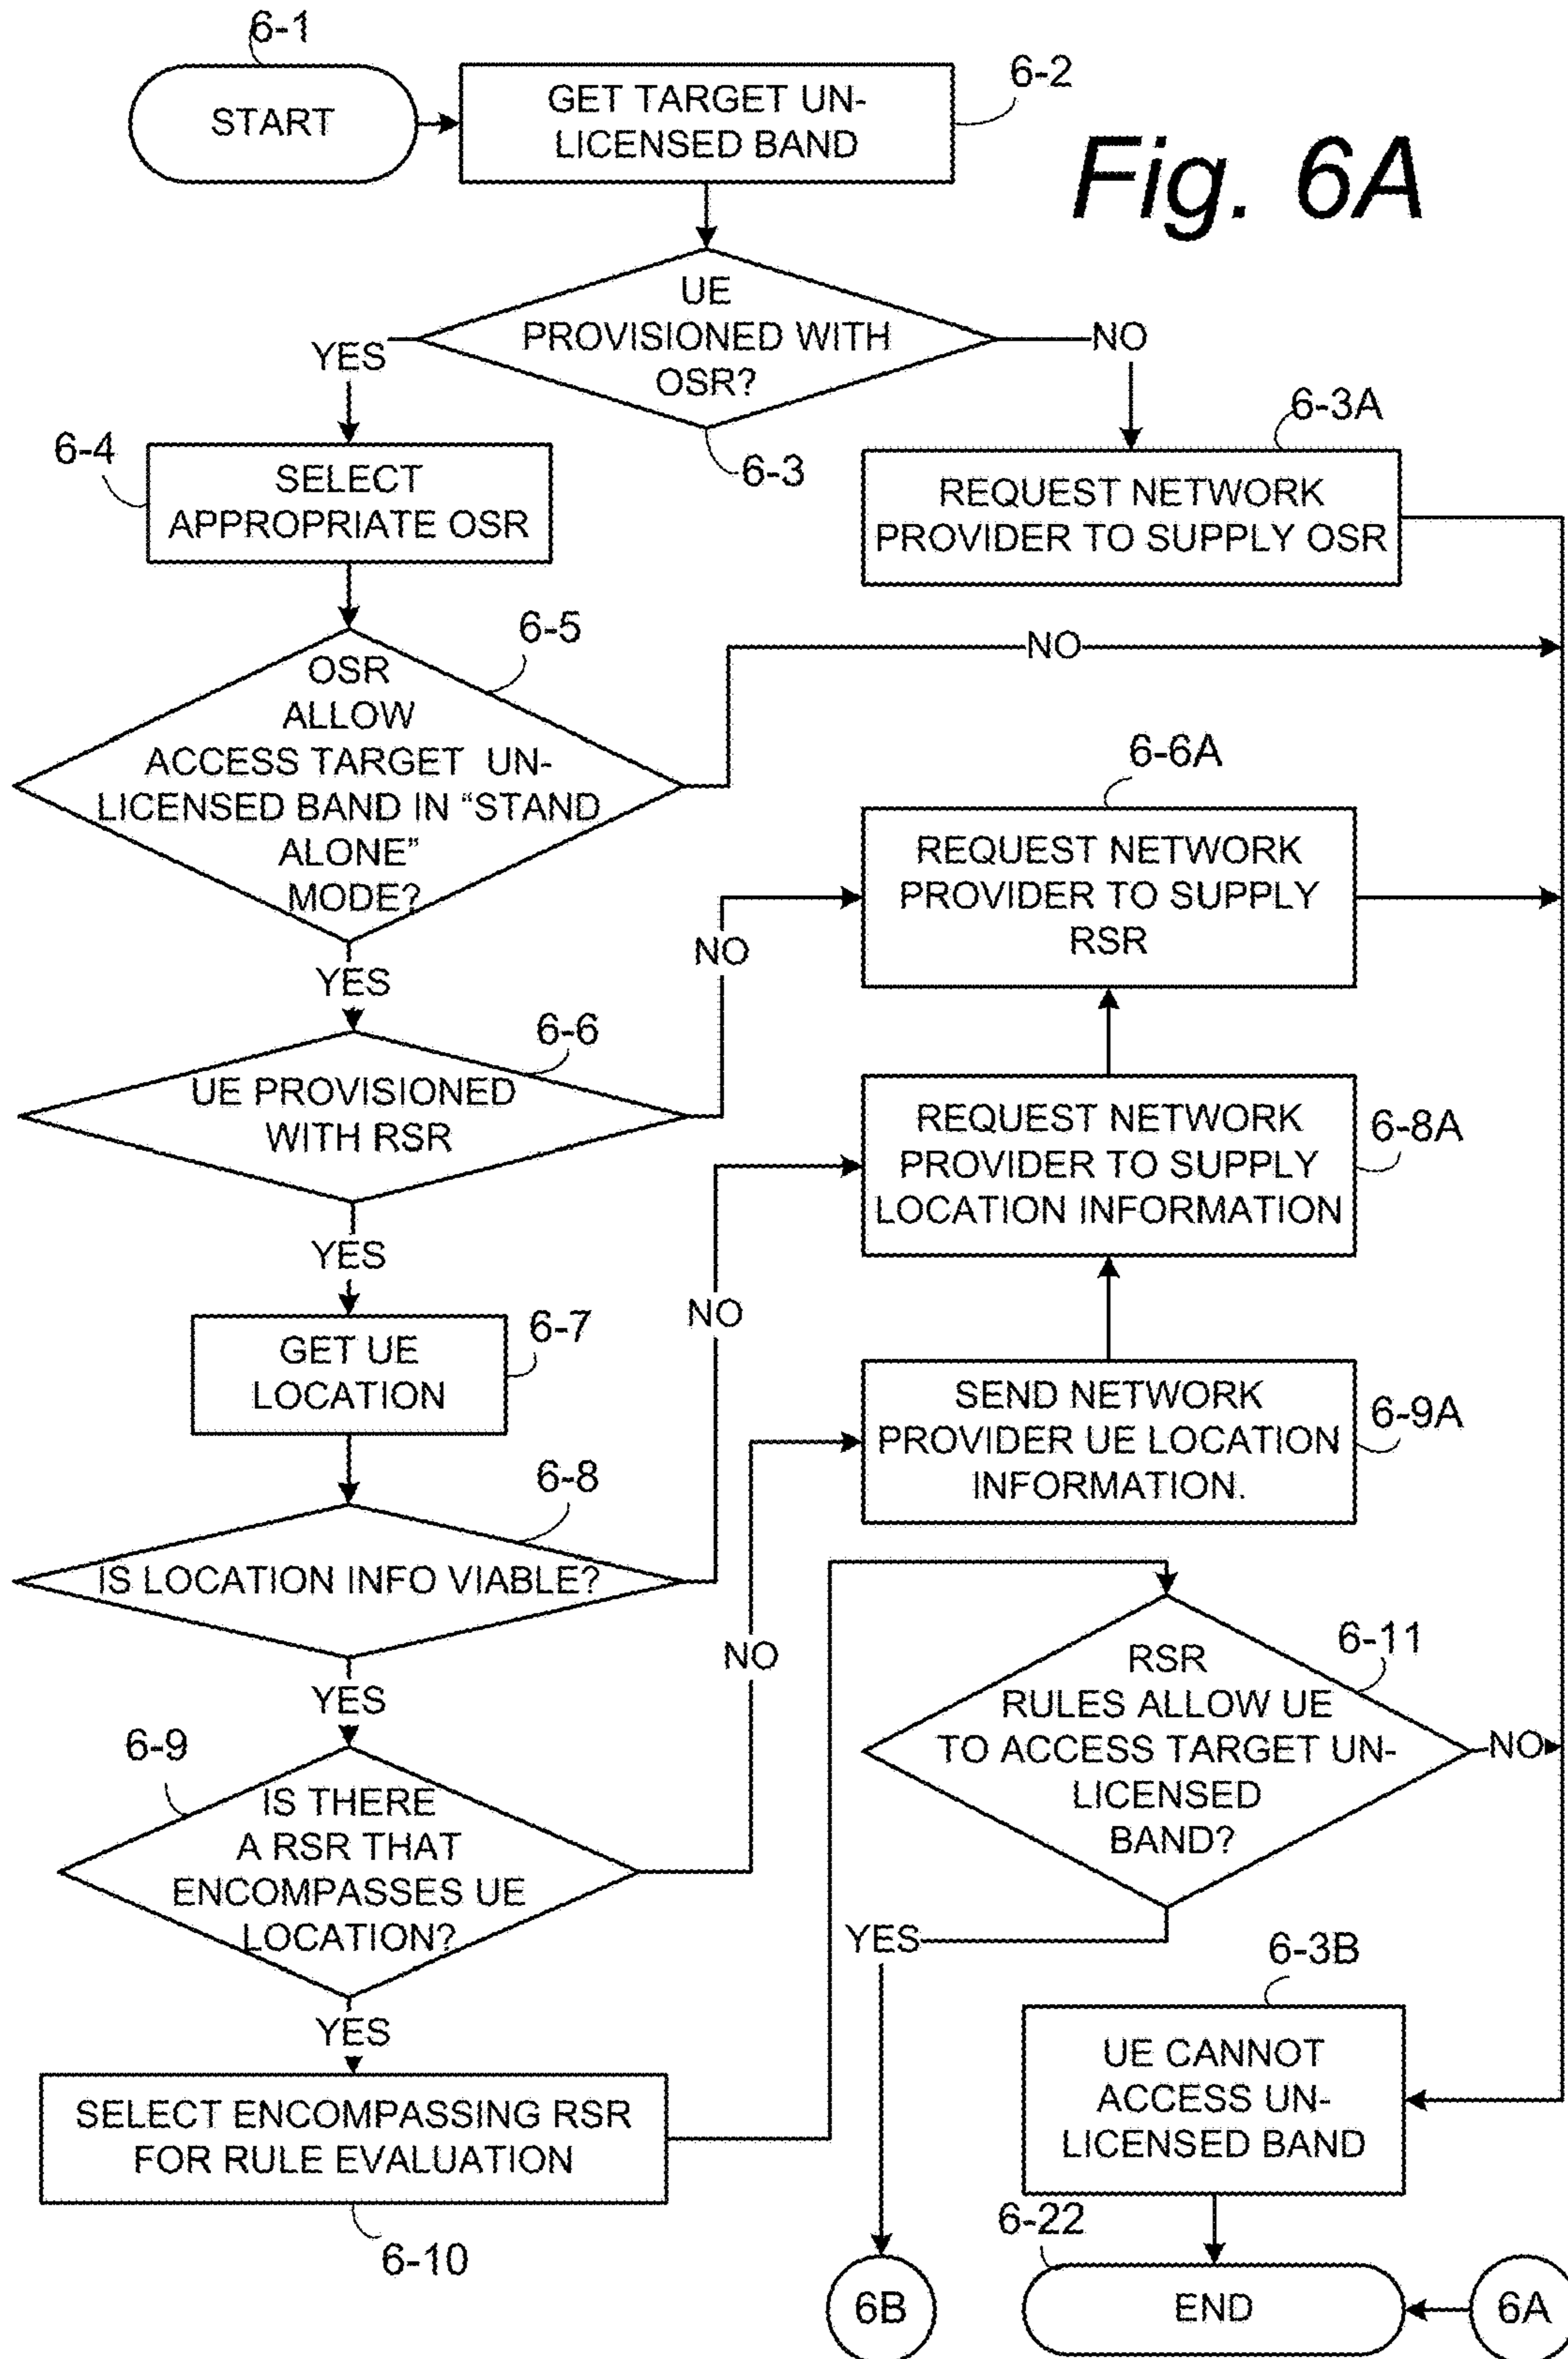 6-1
START
GET TARGET UN-
LICENSED BAND
6-2
Fig. 6A
UE
PROVISIONED WITH
OSR?
YES
NO
6-3
6-3A
REQUEST NETWORK
PROVIDER TO SUPPLY OSR
6-4
SELECT
APPROPRIATE OSR
6-5
OSR
ALLOW
ACCESS TARGET UN-
LICENSED BAND IN “STAND
ALONE”
MODE?
NO
YES
6-6A
REQUEST NETWORK
PROVIDER TO SUPPLY
RSR
NO
6-6
UE PROVISIONED
WITH RSR
YES
REQUEST NETWORK
PROVIDER TO SUPPLY
LOCATION INFORMATION
6-8A
NO
GET UE
LOCATION
6-7
SEND NETWORK
PROVIDER UE LOCATION
INFORMATION.
6-9A
6-8
IS LOCATION INFO VIABLE?
YES
NO
6-11
RSR
RULES ALLOW UE
TO ACCESS TARGET UN-
LICENSED
BAND?
NO
YES
6-9
IS THERE
A RSR THAT
ENCOMPASSES UE
LOCATION?
YES
6-3B
UE CANNOT
ACCESS UN-
LICENSED BAND
SELECT ENCOMPASSING RSR
FOR RULE EVALUATION
6-10
6-22
6B
END
6A